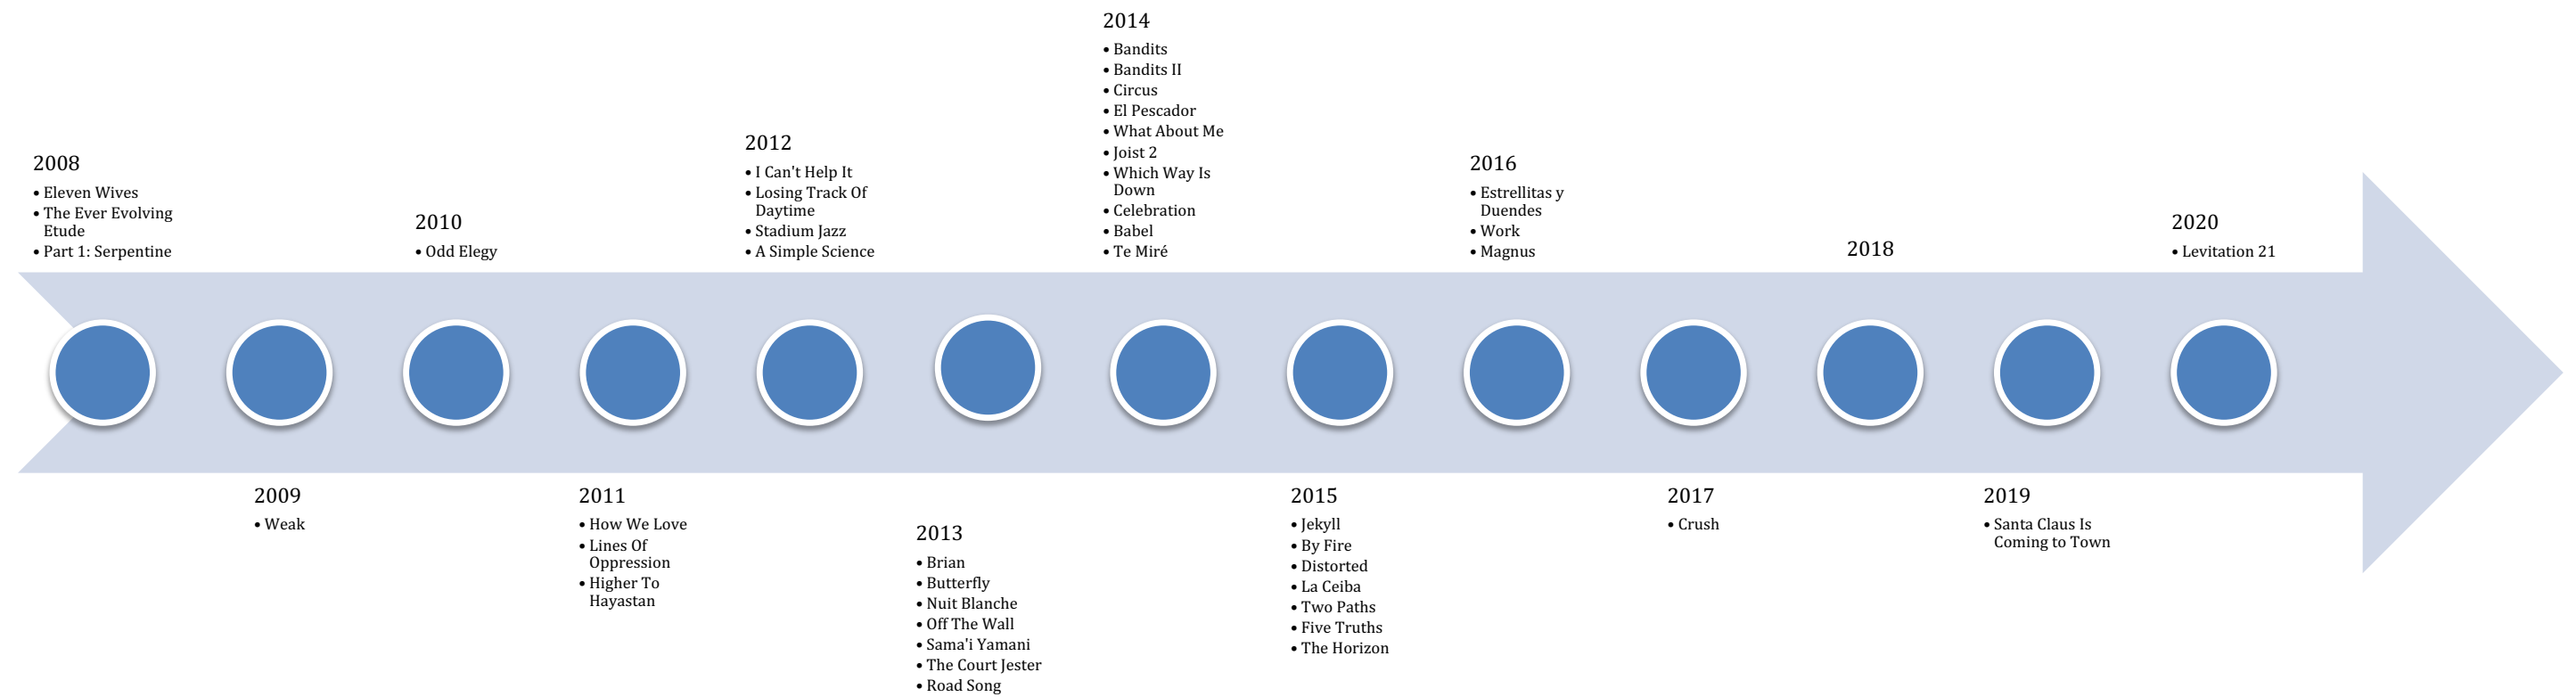 2008
• Eleven Wives
• The Ever Evolving
Etude
• Part 1: Serpentine
2009
• Weak
2010
• Odd Elegy
2011
• How We Love
• Lines Of
Oppression
• Higher To
Hayastan
2012
• I Can't Help It
• Losing Track Of
Daytime
• Stadium Jazz
• A Simple Science
2013
• Brian
• Butterfly
• Nuit Blanche
• Off The Wall
• Sama'i Yamani
• The Court Jester
• Road Song
2014
• Bandits
• Bandits II
• Circus
• El Pescador
• What About Me
• Joist 2
• Which Way Is
Down
• Celebration
• Babel
• Te Miré
2015
• Jekyll
• By Fire
• Distorted
• La Ceiba
• Two Paths
• Five Truths
• The Horizon
2016
• Estrellitas y
Duendes
• Work
• Magnus
2017
• Crush
2018
2019
• Santa Claus Is
Coming to Town
2020
• Levitation 21